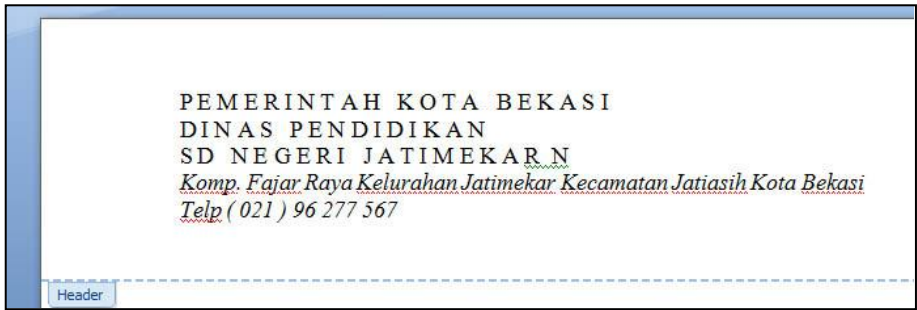 PEMERINTAH KOTA BEKASI
DINAS PENDIDIKAN
SD NEGERI JATIMEKAR N
Komp. Fajar Raya Kelurahan Jatimekar Kecamatan Jatiasih Kota Bekasi
Telp ( 021 ) 96 277 567
Header